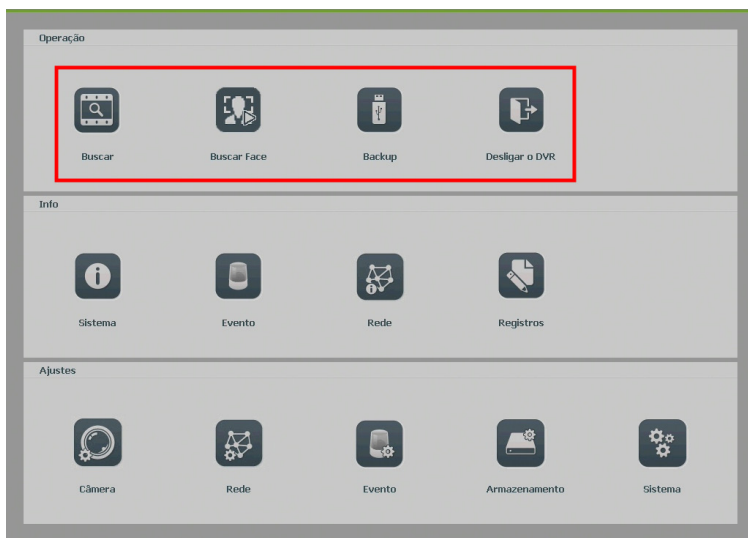 Operação
Buscar Buscar Face Backup Desligar o DVR
Info
Sistema Evento Rede Registros
Ajustes
Câmera Rede Evento Armazenamento Sistema